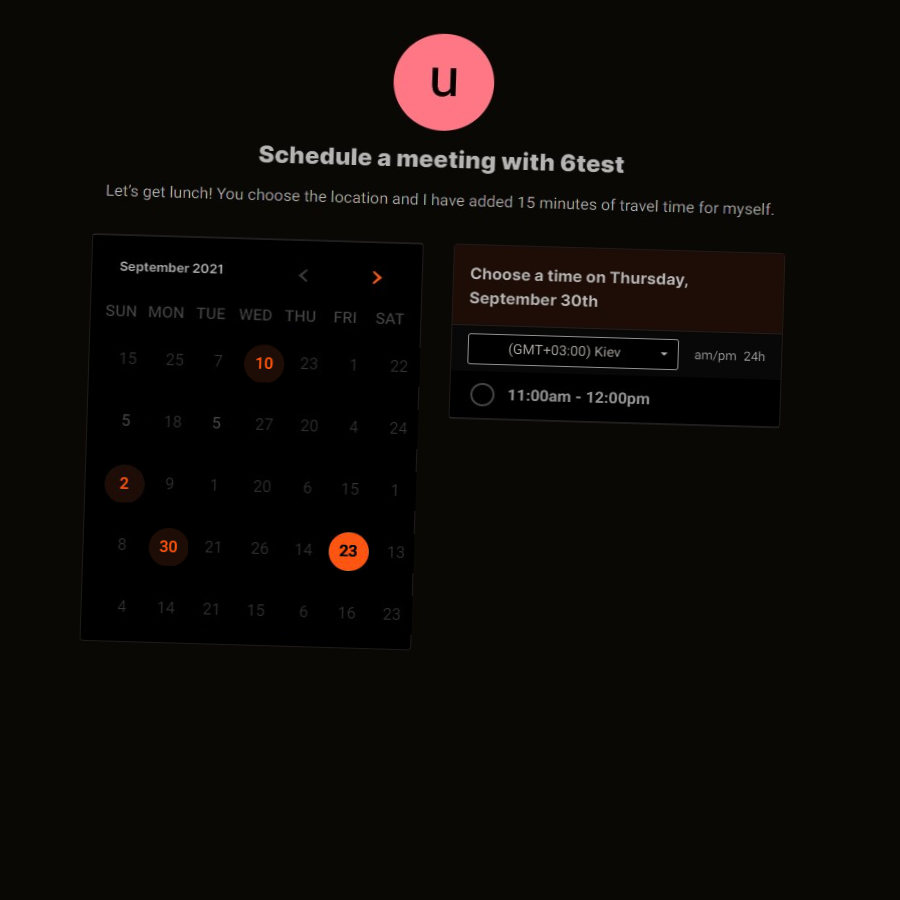 u
Schedule a meeting with 6test
Let's get lunch! You choose the location and I have added 15 minutes of travel time for myself.
September 2021
SUN MON TUE WED THU FRI SAT
15 25 7 10 23 1 22
5 18 5 27 20 4 24
2 9 1 20 6 15 1
8 30 21 26 14 23 13
4 14 21 15 6 16 23
Choose a time on Thursday,
September 30th
(GMT+03:00) Kiev am/pm 24h
11:00am - 12:00pm